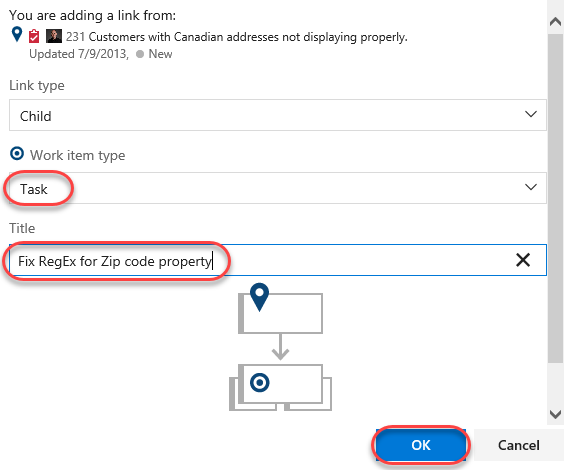 You are adding a link from:
231 Customers with Canadian addresses not displaying properly.
Updated 7/9/2013, New
Link type
Child
Work item type
Task
Title
Fix RegEx for Zip code property
OK Cancel